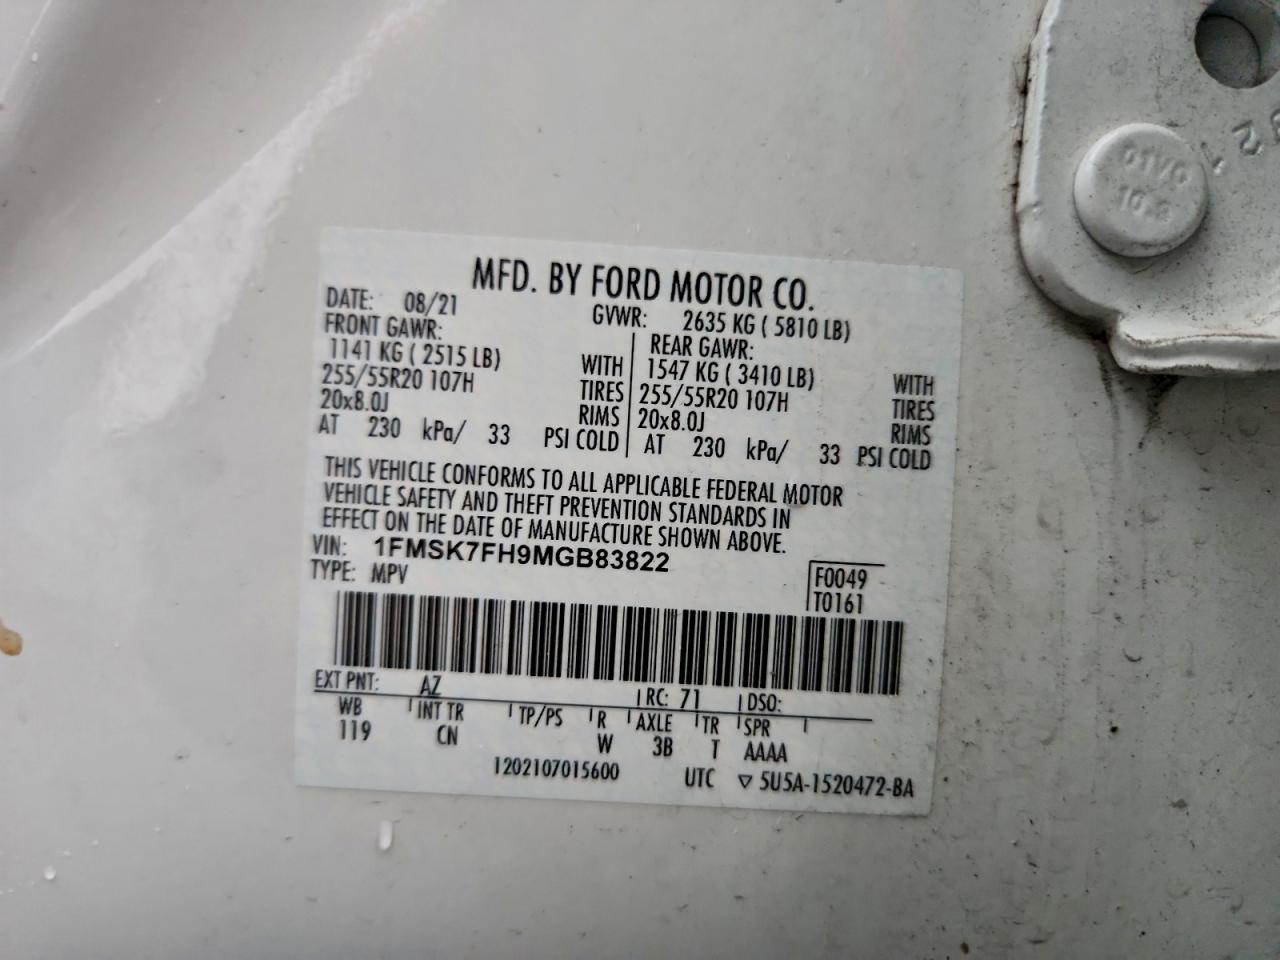 MFD. BY FORD MOTOR CO.
DATE: 08/21 GVWR: 2635 KG ( 5810 LB)
FRONT GAWR: REAR GAWR:
1141 KG ( 2515 LB) WITH 1547 KG ( 3410 LB) WITH
255/55R20 107H TIRES 255/55R20 107H TIRES
20x8.0J RIMS 20x8.0J RIMS
AT 230 kPa/ 33 PSI COLD AT 230 kPa/ 33 PSI COLD
THIS VEHICLE CONFORMS TO ALL APPLICABLE FEDERAL MOTOR
VEHICLE SAFETY AND THEFT PREVENTION STANDARDS IN
EFFECT ON THE DATE OF MANUFACTURE SHOWN ABOVE.
VIN: 1FMSK7FH9MGB83822
TYPE: MPV
F0049
T0161
EXT PNT: AZ RC: 71 DSO:
WB INT TR TP/PS R AXLE TR SPR
119 CN W 3B T AAAA
1202107015600 UTC ▽ 5U5A-1520472-BA
10.9